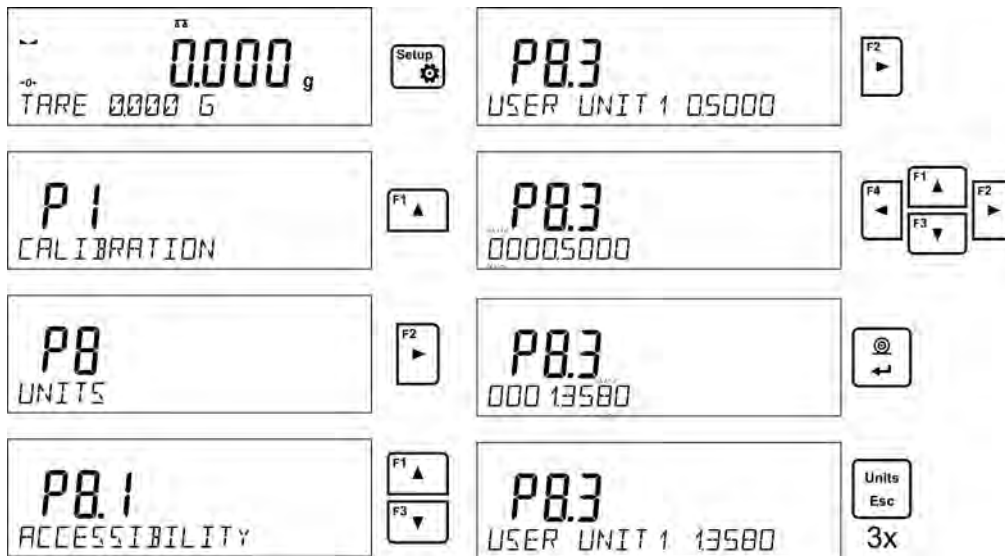 0.000 g
-0-
TARE 0.000 G
Setup
P1
CALIBRATION
F1
P8
UNITS
F2
P8.1
ACCESSIBILITY
F1
F3
P8.3
USER UNIT 1 0.5000
F2
P8.3
0000.5000
F4
F1
F3
F2
P8.3
0001.3580
P8.3
USER UNIT 1 1.3580
Units
Esc
3x